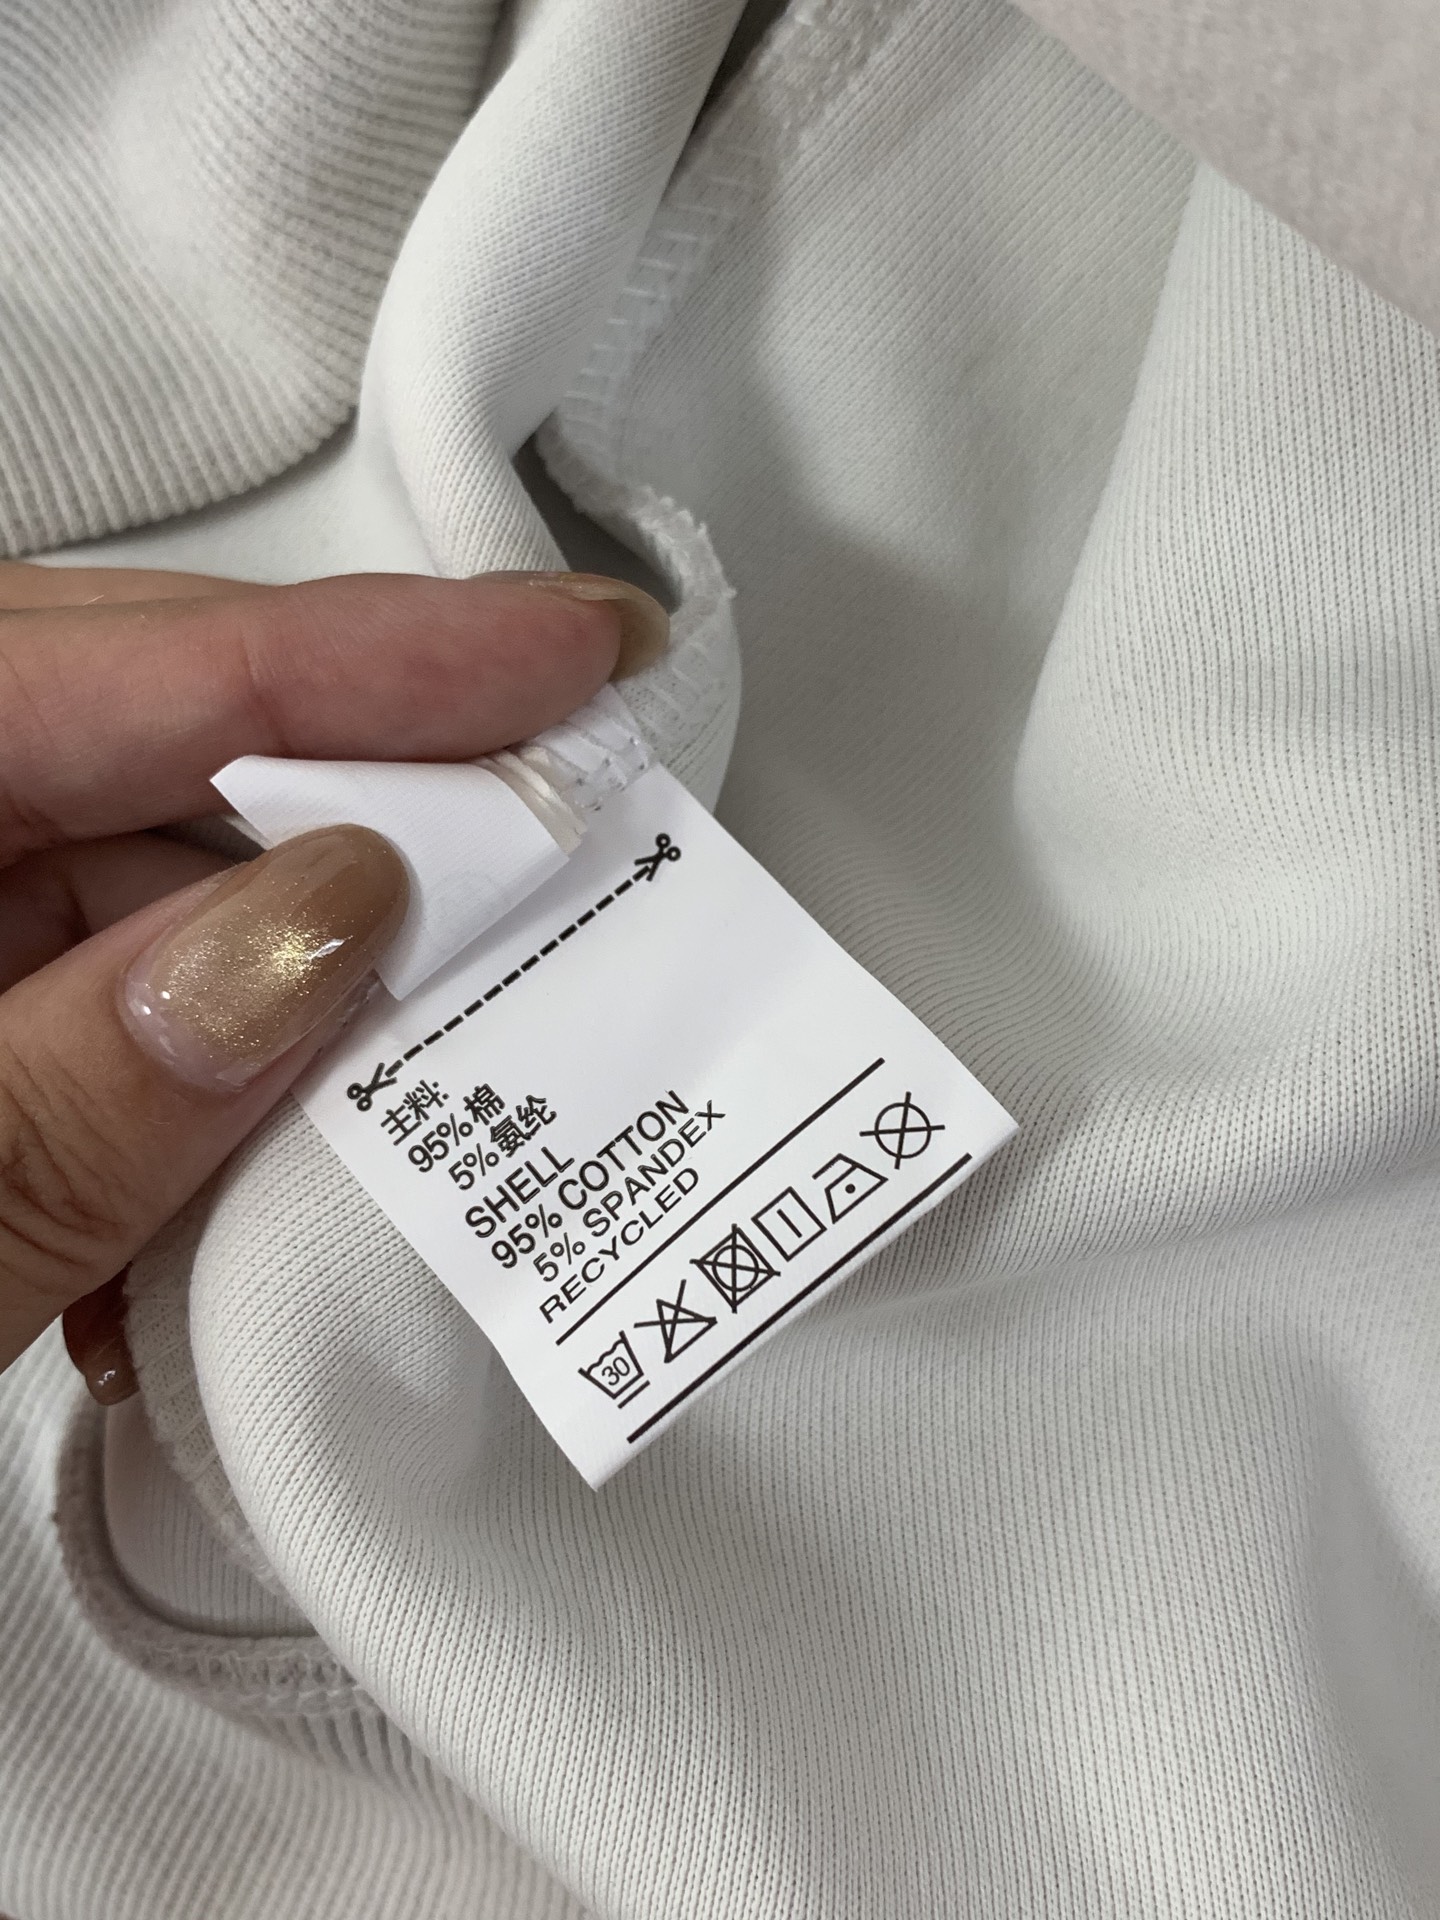 主料:
95% 棉
5% 氨纶
SHELL
95% COTTON
5% SPANDEX
RECYCLED
30